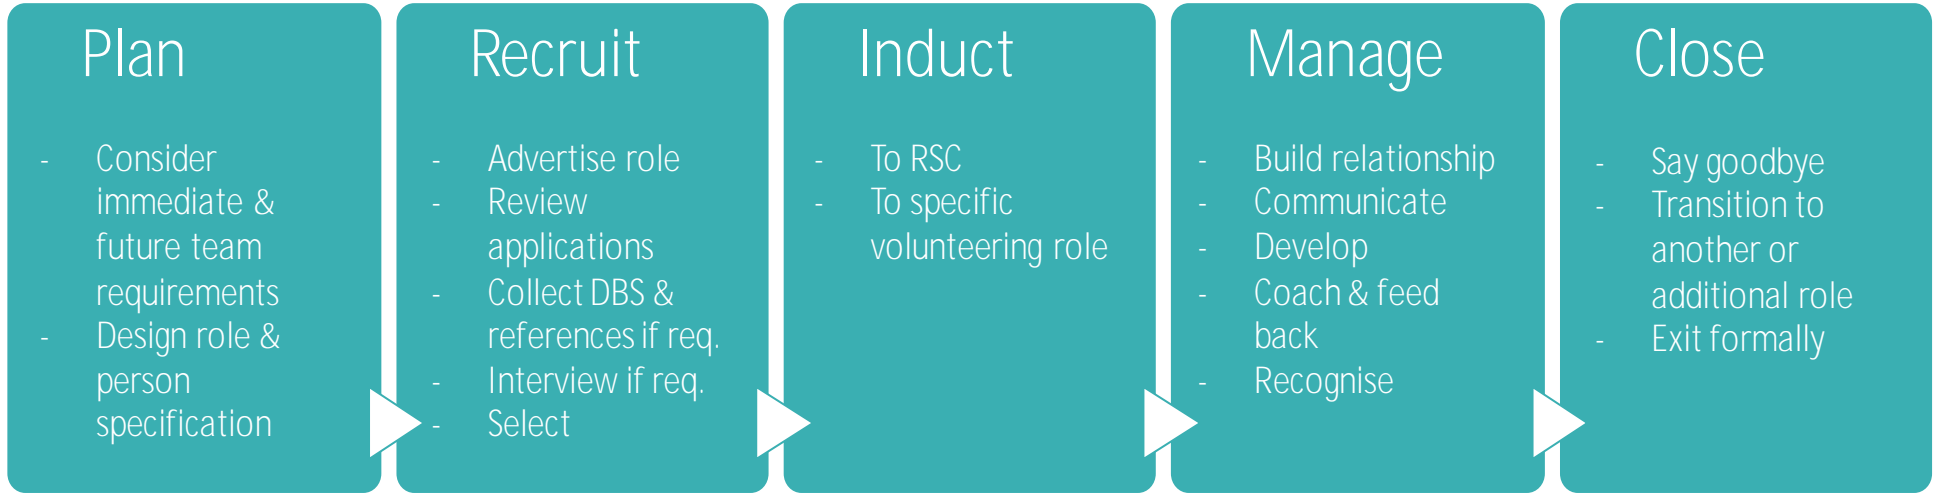 Plan
- Consider
immediate &
future team
requirements
- Design role &
person
specification
Recruit
- Advertise role
- Review
applications
- Collect DBS &
references if req.
- Interview if req.
- Select
Induct
- To RSC
- To specific
volunteering role
Manage
- Build relationship
- Communicate
- Develop
- Coach & feed
back
- Recognise
Close
- Say goodbye
- Transition to
another or
additional role
- Exit formally